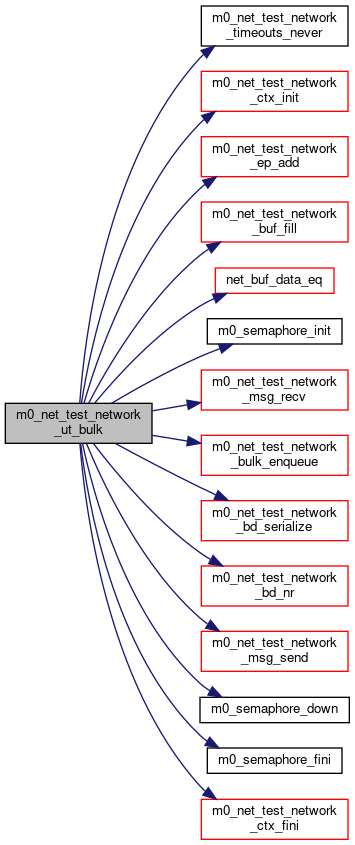 m0_net_test_network
_timeouts_never
m0_net_test_network
_ctx_init
m0_net_test_network
_ep_add
m0_net_test_network
_buf_fill
net_buf_data_eq
m0_semaphore_init
m0_net_test_network
_msg_recv
m0_net_test_network
_ut_bulk
m0_net_test_network
_bulk_enqueue
m0_net_test_network
_bd_serialize
m0_net_test_network
_bd_nr
m0_net_test_network
_msg_send
m0_semaphore_down
m0_semaphore_fini
m0_net_test_network
_ctx_fini